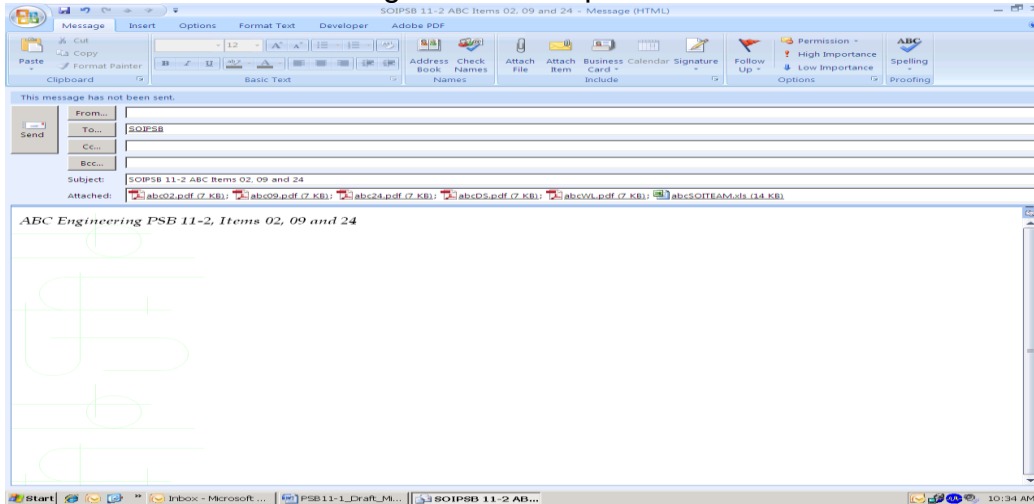 SOIPSB 11-2 ABC Items 02, 09 and 24 - Message (HTML)
Message Insert Options Format Text Developer Adobe PDF
Paste
Cut
Copy
Format Painter
Clipboard
12
Basic Text
Address Book
Check Names
Names
Attach File
Attach Item
Business Card
Calendar
Signature
Include
Follow Up
Permission
High Importance
Low Importance
Options
ABC
Spelling
Proofing
This message has not been sent.
Send
From...
To... SOIPSB
Cc...
Bcc...
Subject: SOIPSB 11-2 ABC Items 02, 09 and 24
Attached: abc02.pdf (7 KB); abc09.pdf (7 KB); abc24.pdf (7 KB); abcDS.pdf (7 KB); abcWL.pdf (7 KB); abcSOITEAM.xls (14 KB)
ABC Engineering PSB 11-2, Items 02, 09 and 24
Start Inbox - Microsoft ... PSB11-1_Draft_Mi... SOIPSB 11-2 AB... 10:34 AM